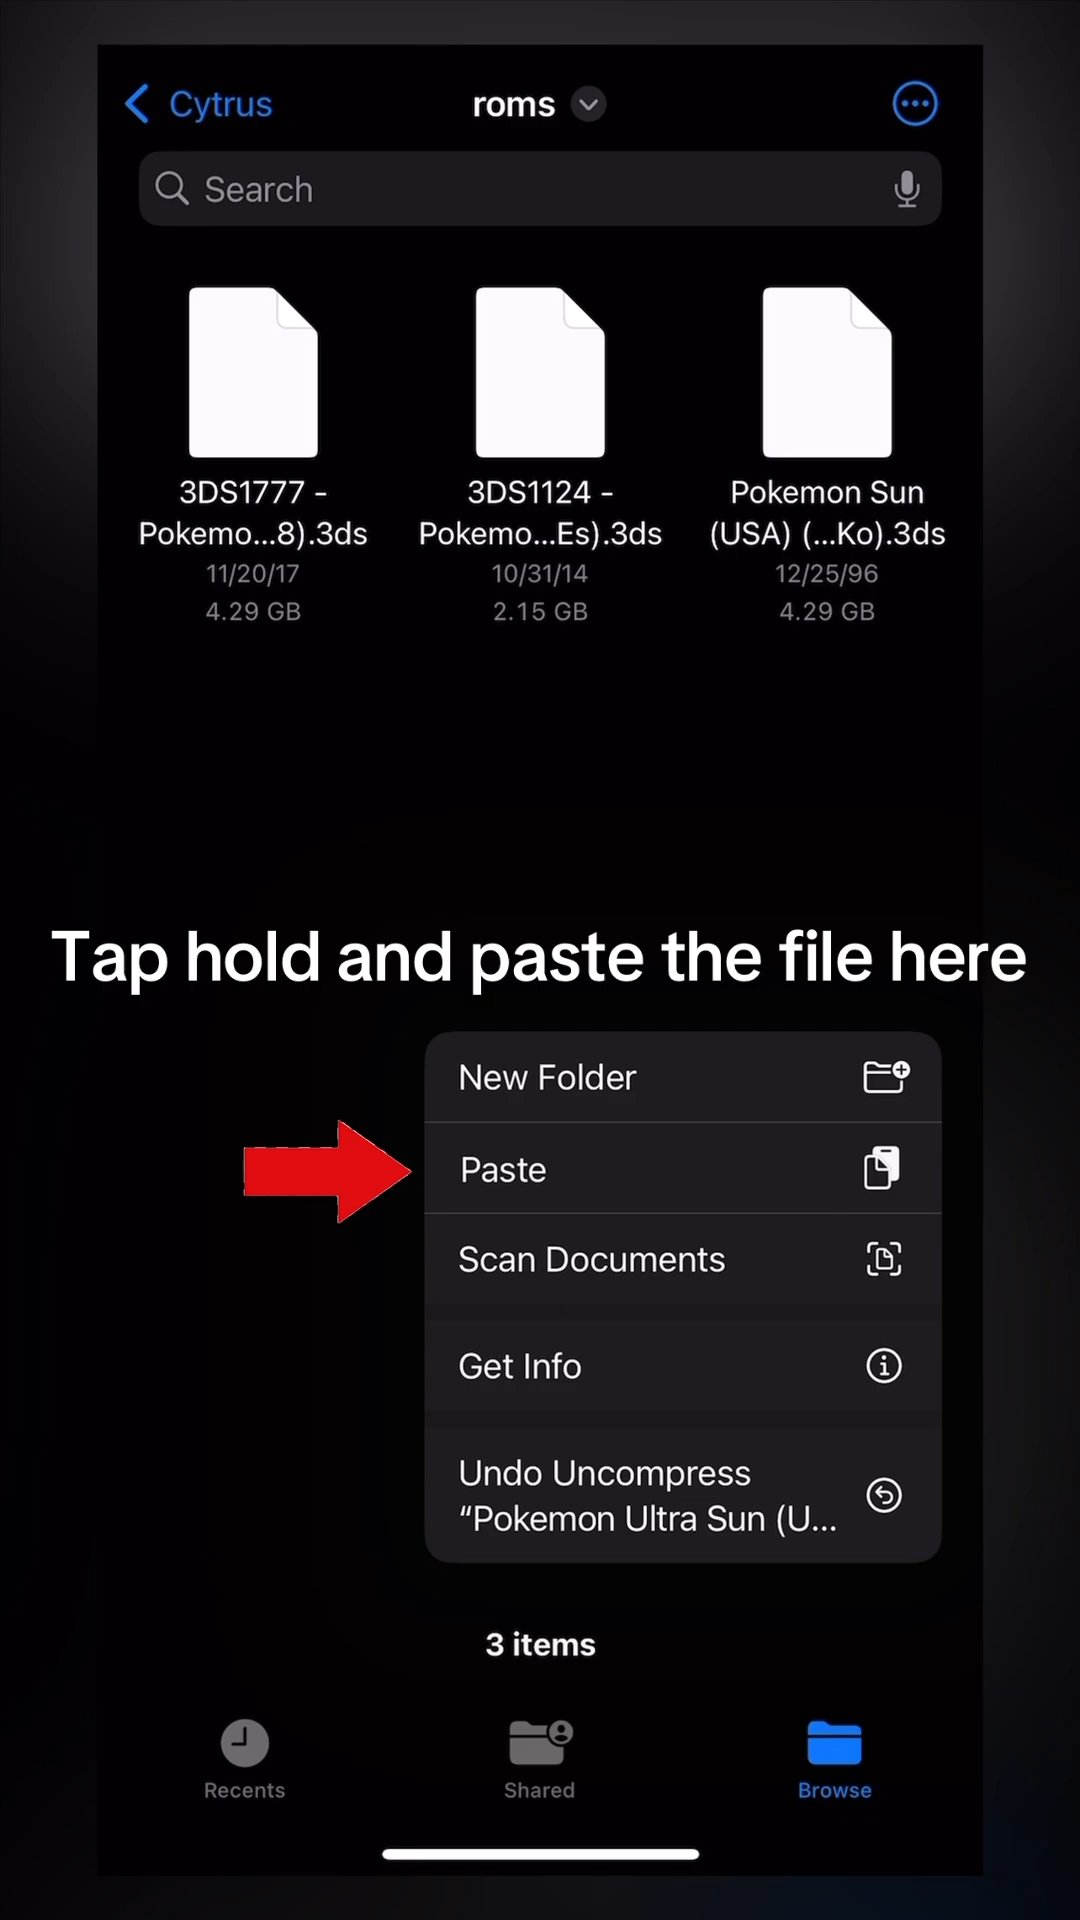 Cytrus
roms
Search
3DS1777 -
Pokemo...8).3ds
11/20/17
4.29 GB
3DS1124 -
Pokemo...Es).3ds
10/31/14
2.15 GB
Pokemon Sun
(USA) (...Ko).3ds
12/25/96
4.29 GB
Tap hold and paste the file here
New Folder
Paste
Scan Documents
Get Info
Undo Uncompress
“Pokemon Ultra Sun (U...
3 items
Recents
Shared
Browse